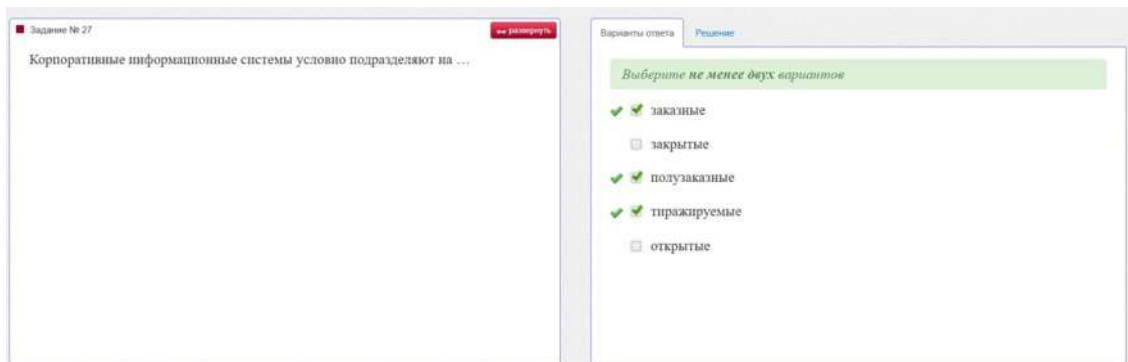 Задание № 27
развернуть
Корпоративные информационные системы условно подразделяют на …
Варианты ответа
Решение
Выберите не менее двух вариантов
заказные
закрытые
полузаказные
тиражируемые
открытые